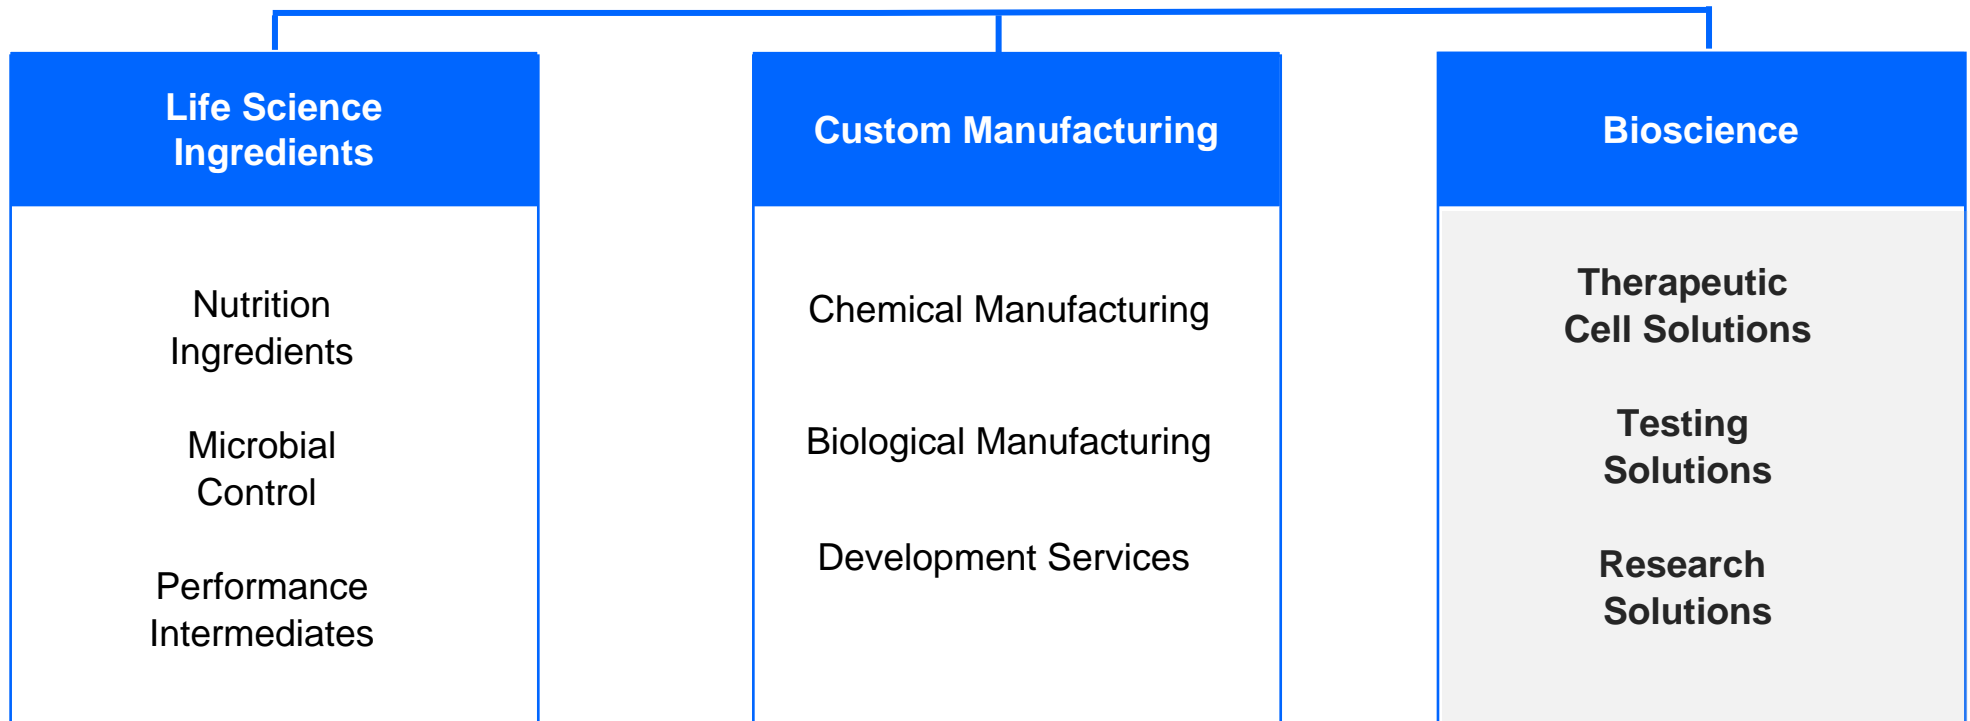 Life Science
Ingredients
Nutrition
Ingredients
Microbial
Control
Performance
Intermediates
Custom Manufacturing
Chemical Manufacturing
Biological Manufacturing
Development Services
Bioscience
Therapeutic
Cell Solutions
Testing
Solutions
Research
Solutions